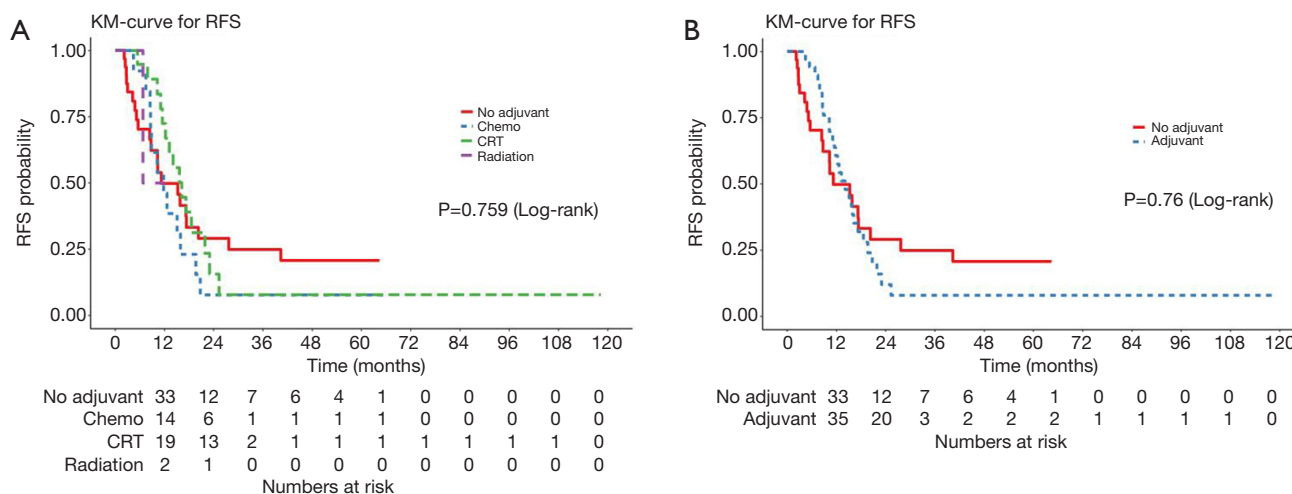 A
KM-curve for RFS
1.00
0.75
0.50
0.25
0.00
RFS probability
No adjuvant
Chemo
CRT
Radiation
P=0.759 (Log-rank)
0 12 24 36 48 60 72 84 96 108 120
Time (months)
No adjuvant 33 12 7 6 4 1 0 0 0 0 0
Chemo 14 6 1 1 1 1 0 0 0 0 0
CRT 19 13 2 1 1 1 1 1 1 1 0
Radiation 2 1 0 0 0 0 0 0 0 0 0
Numbers at risk
B
KM-curve for RFS
1.00
0.75
0.50
0.25
0.00
RFS probability
No adjuvant
Adjuvant
P=0.76 (Log-rank)
0 12 24 36 48 60 72 84 96 108 120
Time (months)
No adjuvant 33 12 7 6 4 1 0 0 0 0 0
Adjuvant 35 20 3 2 2 2 1 1 1 1 0
Numbers at risk